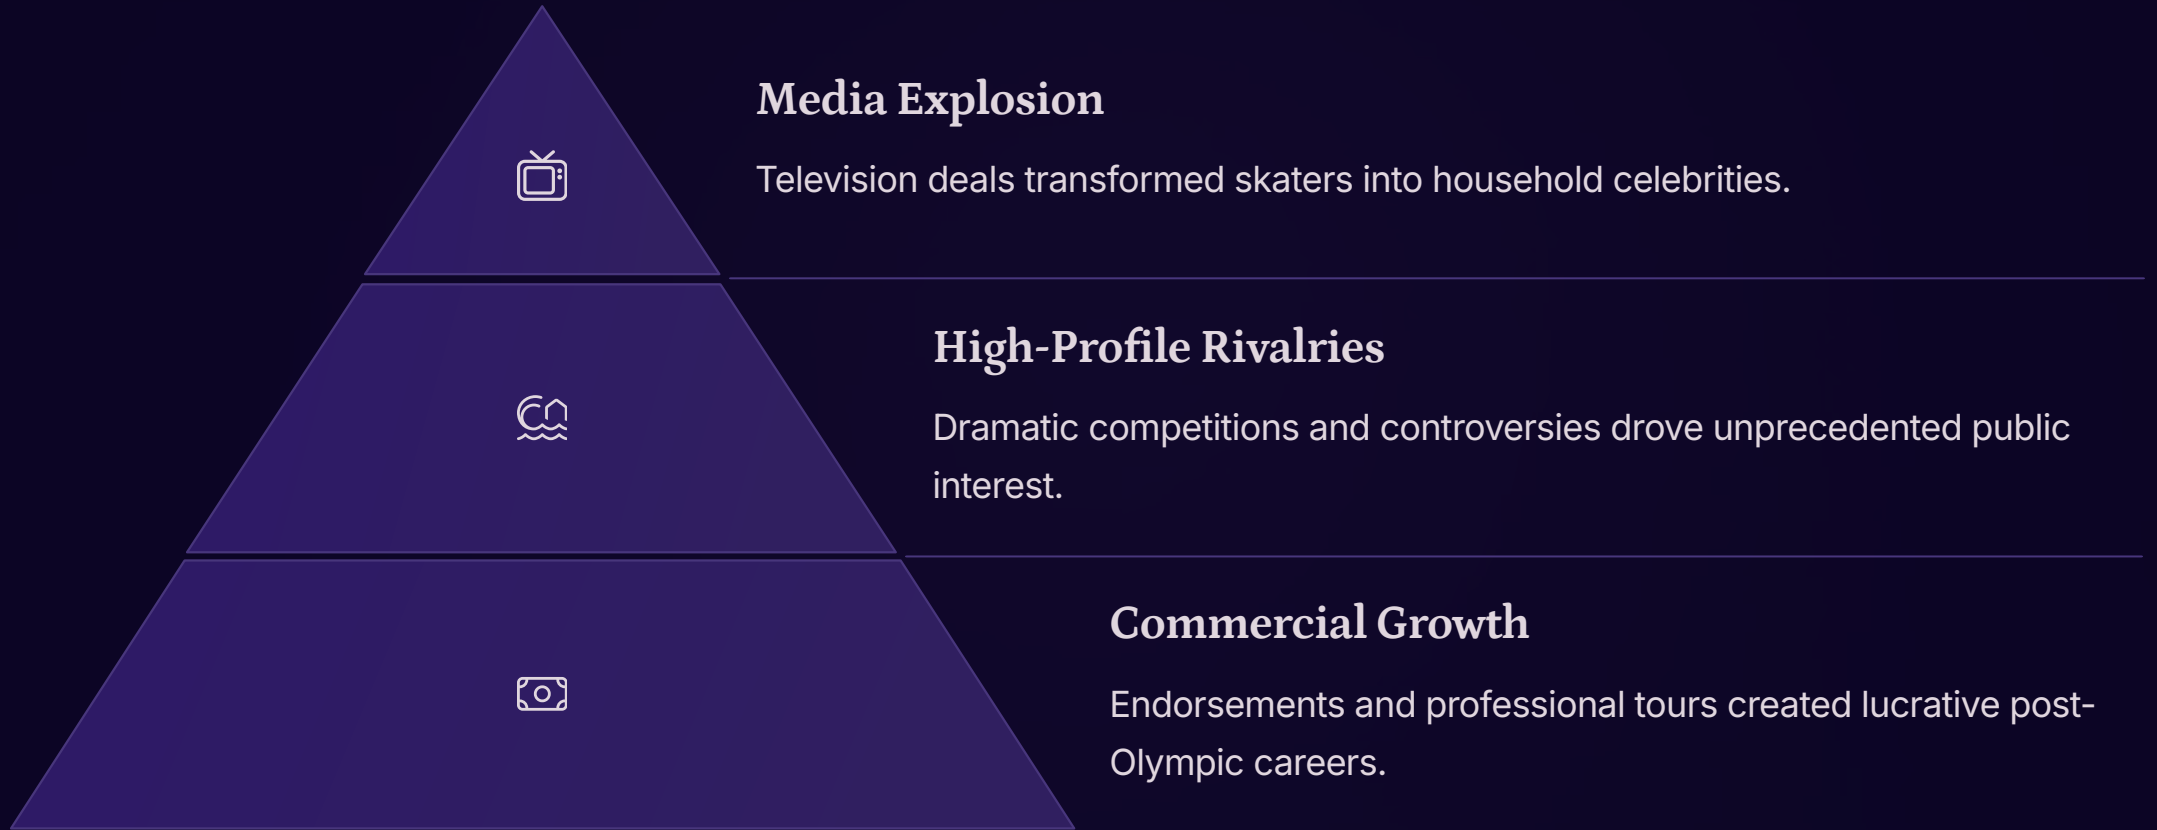 Media Explosion
Television deals transformed skaters into household celebrities.
High-Profile Rivalries
Dramatic competitions and controversies drove unprecedented public
interest.
Commercial Growth
Endorsements and professional tours created lucrative post-
Olympic careers.